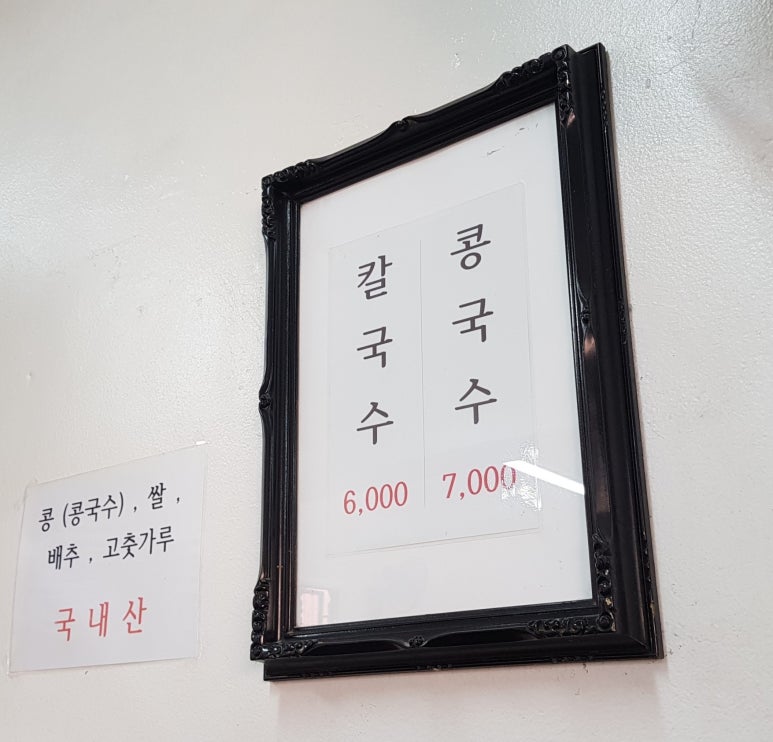 콩국수
7,000
칼국수
6,000
콩 (콩국수) , 쌀 ,
배추 , 고춧가루
국내산